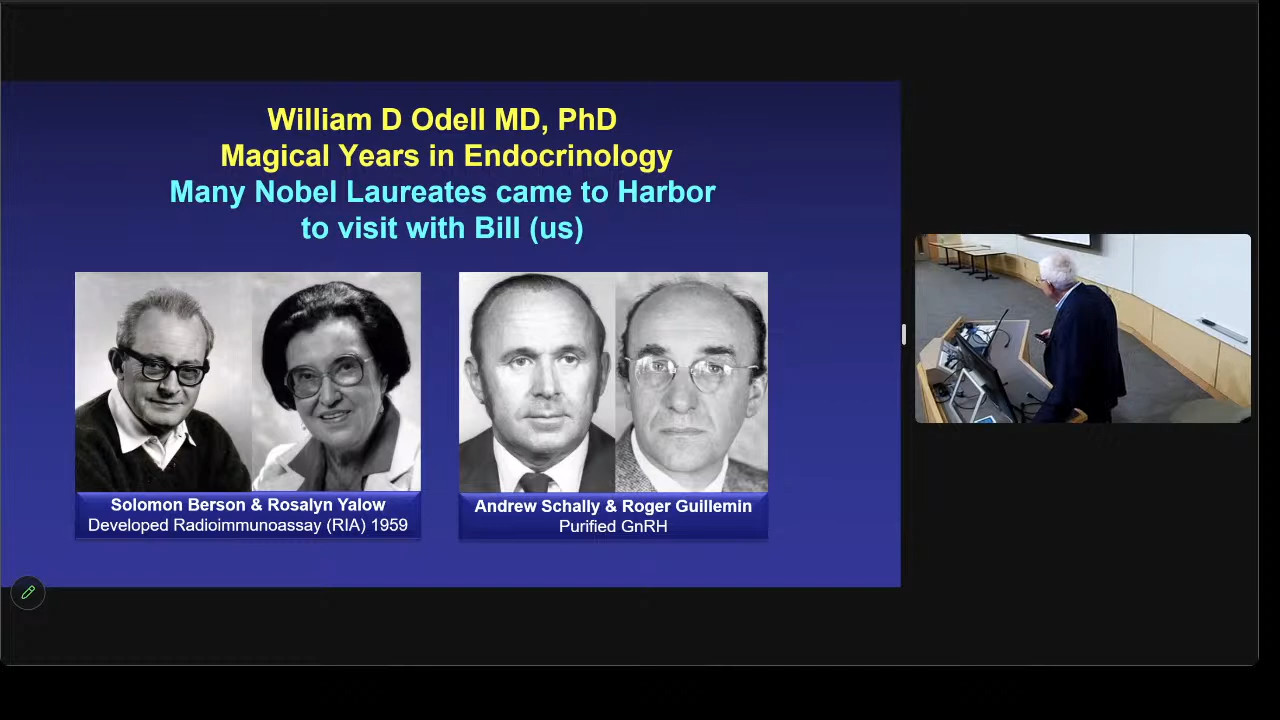 William D Odell MD, PhD
Magical Years in Endocrinology
Many Nobel Laureates came to Harbor
to visit with Bill (us)
Solomon Berson & Rosalyn Yalow
Developed Radioimmunoassay (RIA) 1959
Andrew Schally & Roger Guillemin
Purified GnRH